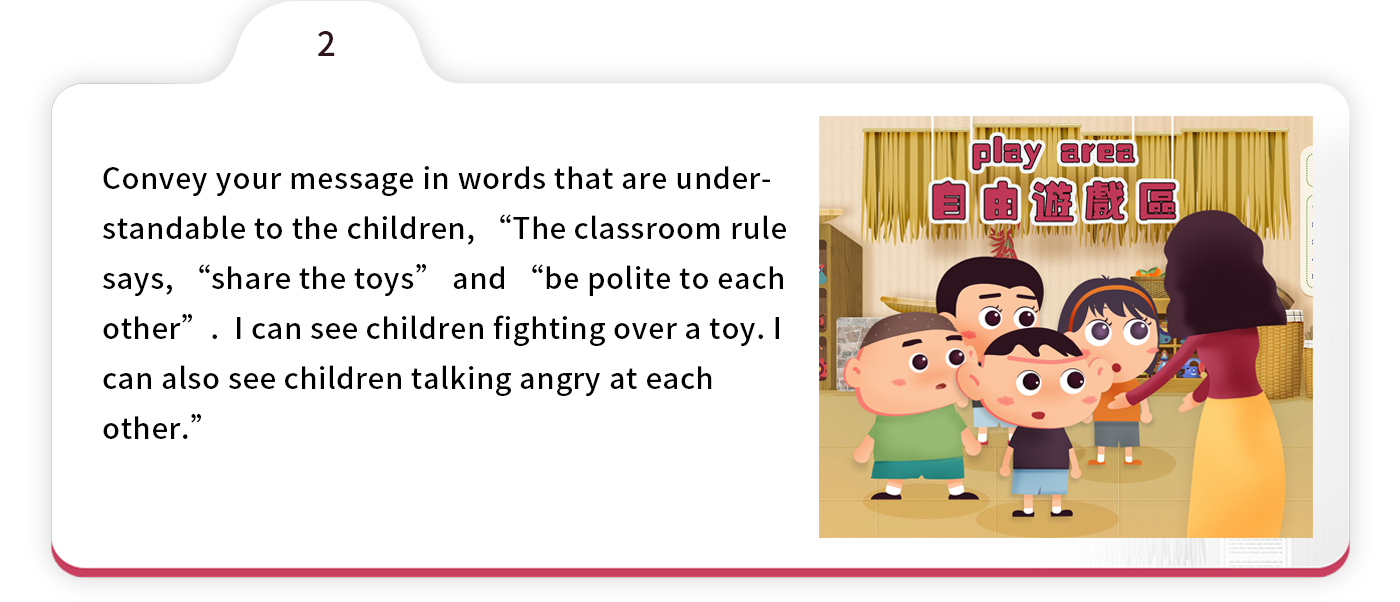 2
Convey your message in words that are under-
standable to the children, “The classroom rule
says, “share the toys” and “be polite to each
other” . I can see children fighting over a toy. I
can also see children talking angry at each
other.”
play area
自由遊戲區